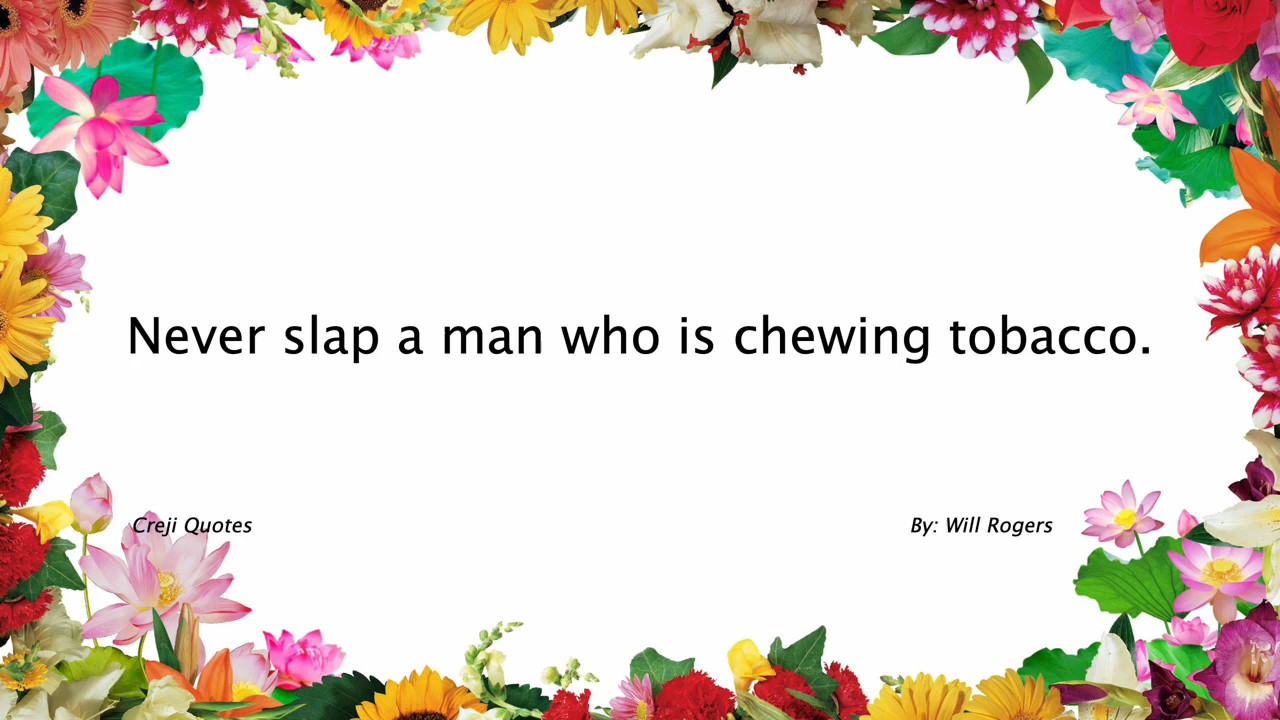 Never slap a man who is chewing tobacco.
Creji Quotes
By: Will Rogers